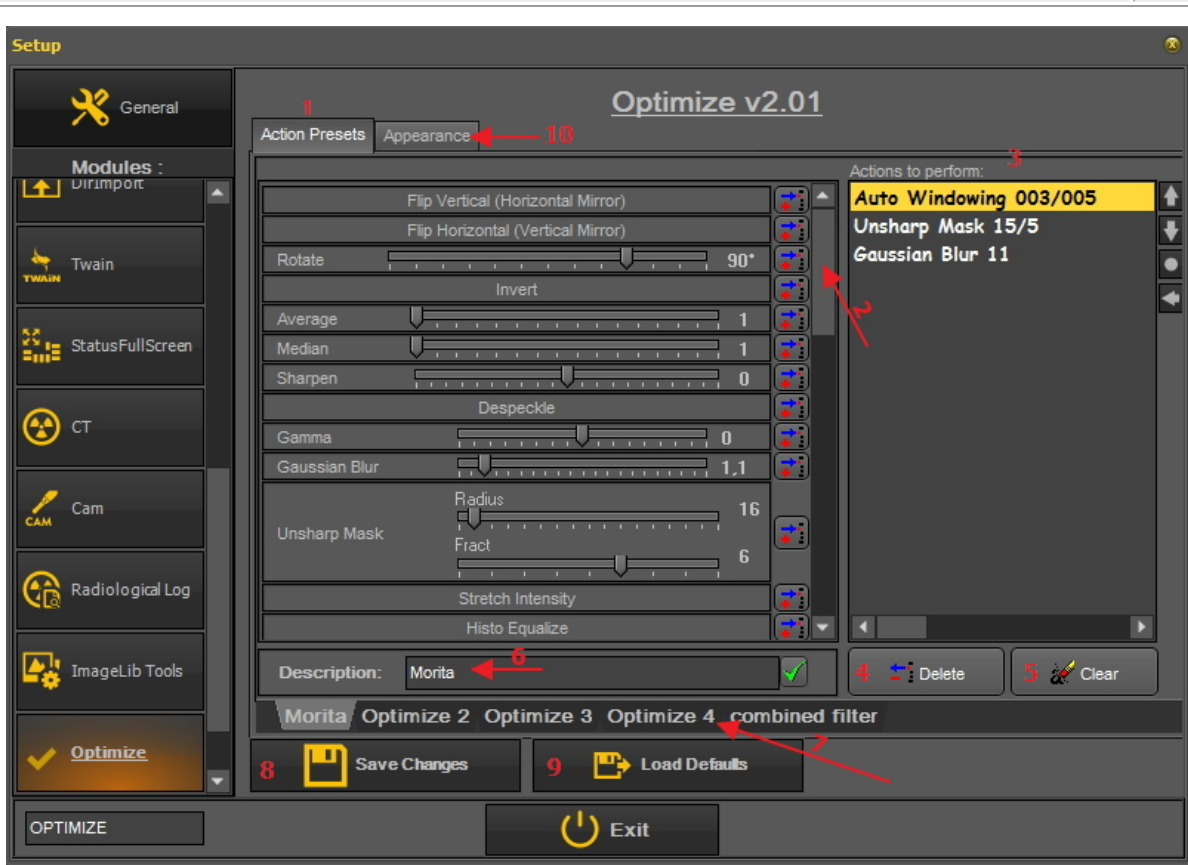 Setup
General
Optimize v2.01
1
Action Presets
Appearance
10
Modules :
DirImport
Twain
TWAIN
StatusFullScreen
CT
Cam
CAM
Radiological Log
ImageLib Tools
Optimize
Flip Vertical (Horizontal Mirror)
Flip Horizontal (Vertical Mirror)
Rotate 90°
Invert
Average 1
Median 1
Sharpen 0
Despeckle
Gamma 0
Gaussian Blur 1,1
Radius
16
Unsharp Mask
Fract
6
Stretch Intensity
Histo Equalize
2
3
Actions to perform:
Auto Windowing 003/005
Unsharp Mask 15/5
Gaussian Blur 11
6
Description: Morita
4 Delete
5 Clear
Morita Optimize 2 Optimize 3 Optimize 4 combined filter
7
8 Save Changes
9 Load Defaults
OPTIMIZE
Exit